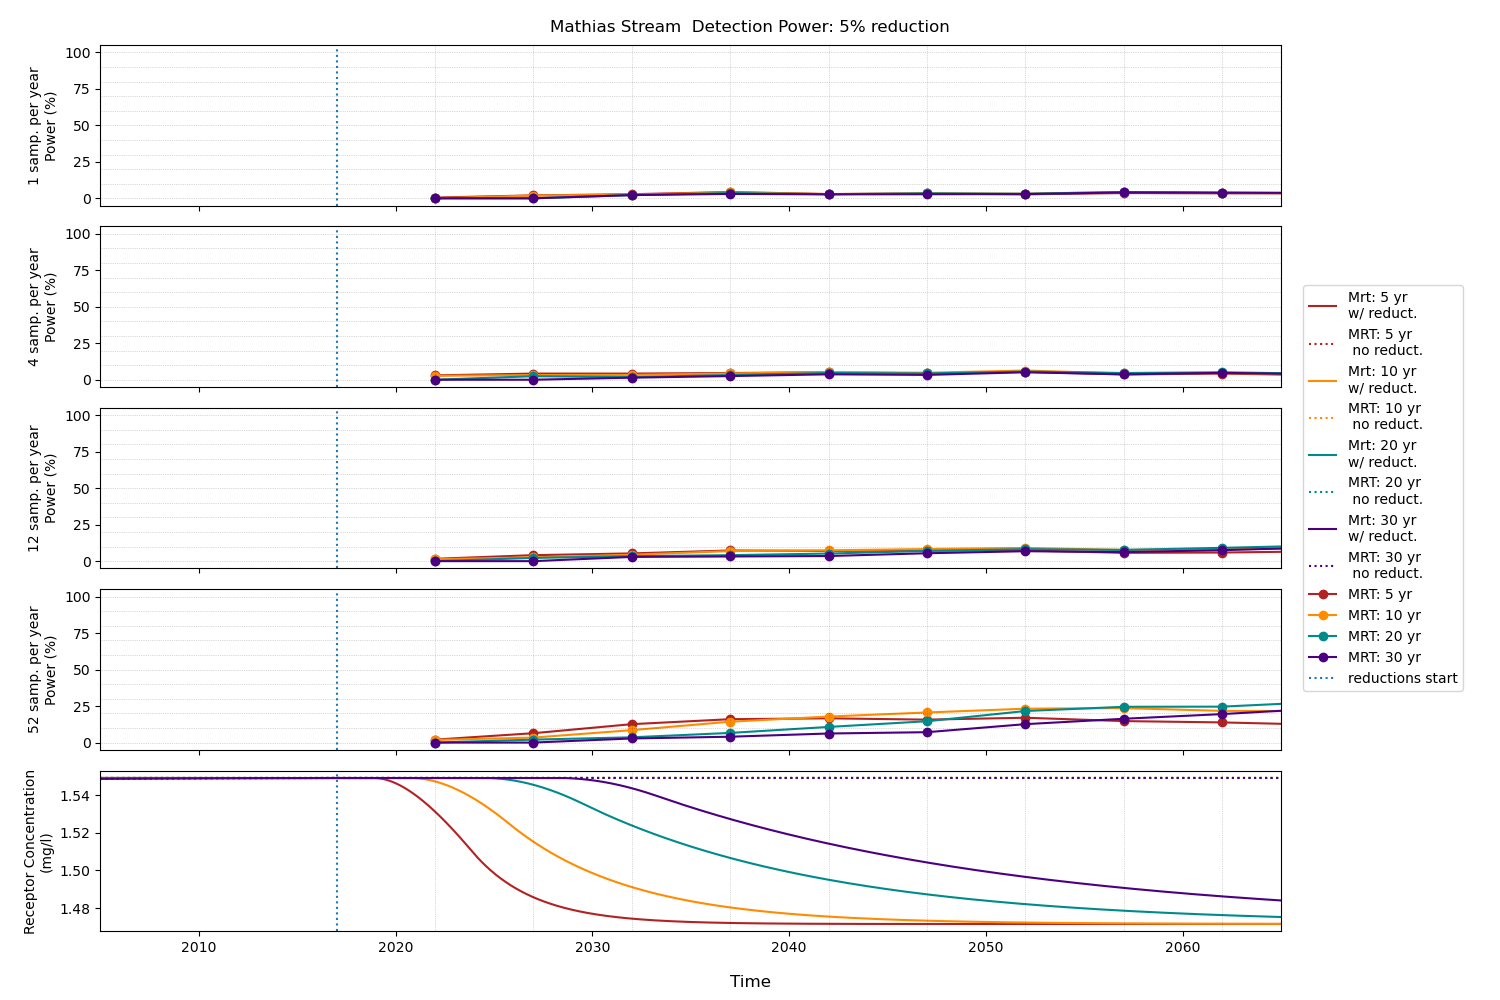 Mathias Stream  Detection Power: 5% reduction
1 samp. per year
Power (%)
100
75
50
25
0
4 samp. per year
Power (%)
100
75
50
25
0
12 samp. per year
Power (%)
100
75
50
25
0
52 samp. per year
Power (%)
100
75
50
25
0
Receptor Concentration
(mg/l)
1.54
1.52
1.50
1.48
2010
2020
2030
2040
2050
2060
Time
Mrt: 5 yr
w/ reduct.
MRT: 5 yr
no reduct.
Mrt: 10 yr
w/ reduct.
MRT: 10 yr
no reduct.
Mrt: 20 yr
w/ reduct.
MRT: 20 yr
no reduct.
Mrt: 30 yr
w/ reduct.
MRT: 30 yr
no reduct.
MRT: 5 yr
MRT: 10 yr
MRT: 20 yr
MRT: 30 yr
reductions start